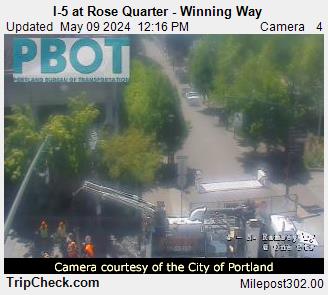 I-5 at Rose Quarter - Winning Way
Updated May 09 2024 12:16 PM Camera 4
PBOT
PORTLAND BUREAU OF TRANSPORTATION
Ramsay
@
Camera courtesy of the City of Portland
TripCheck.com
Milepost302.00